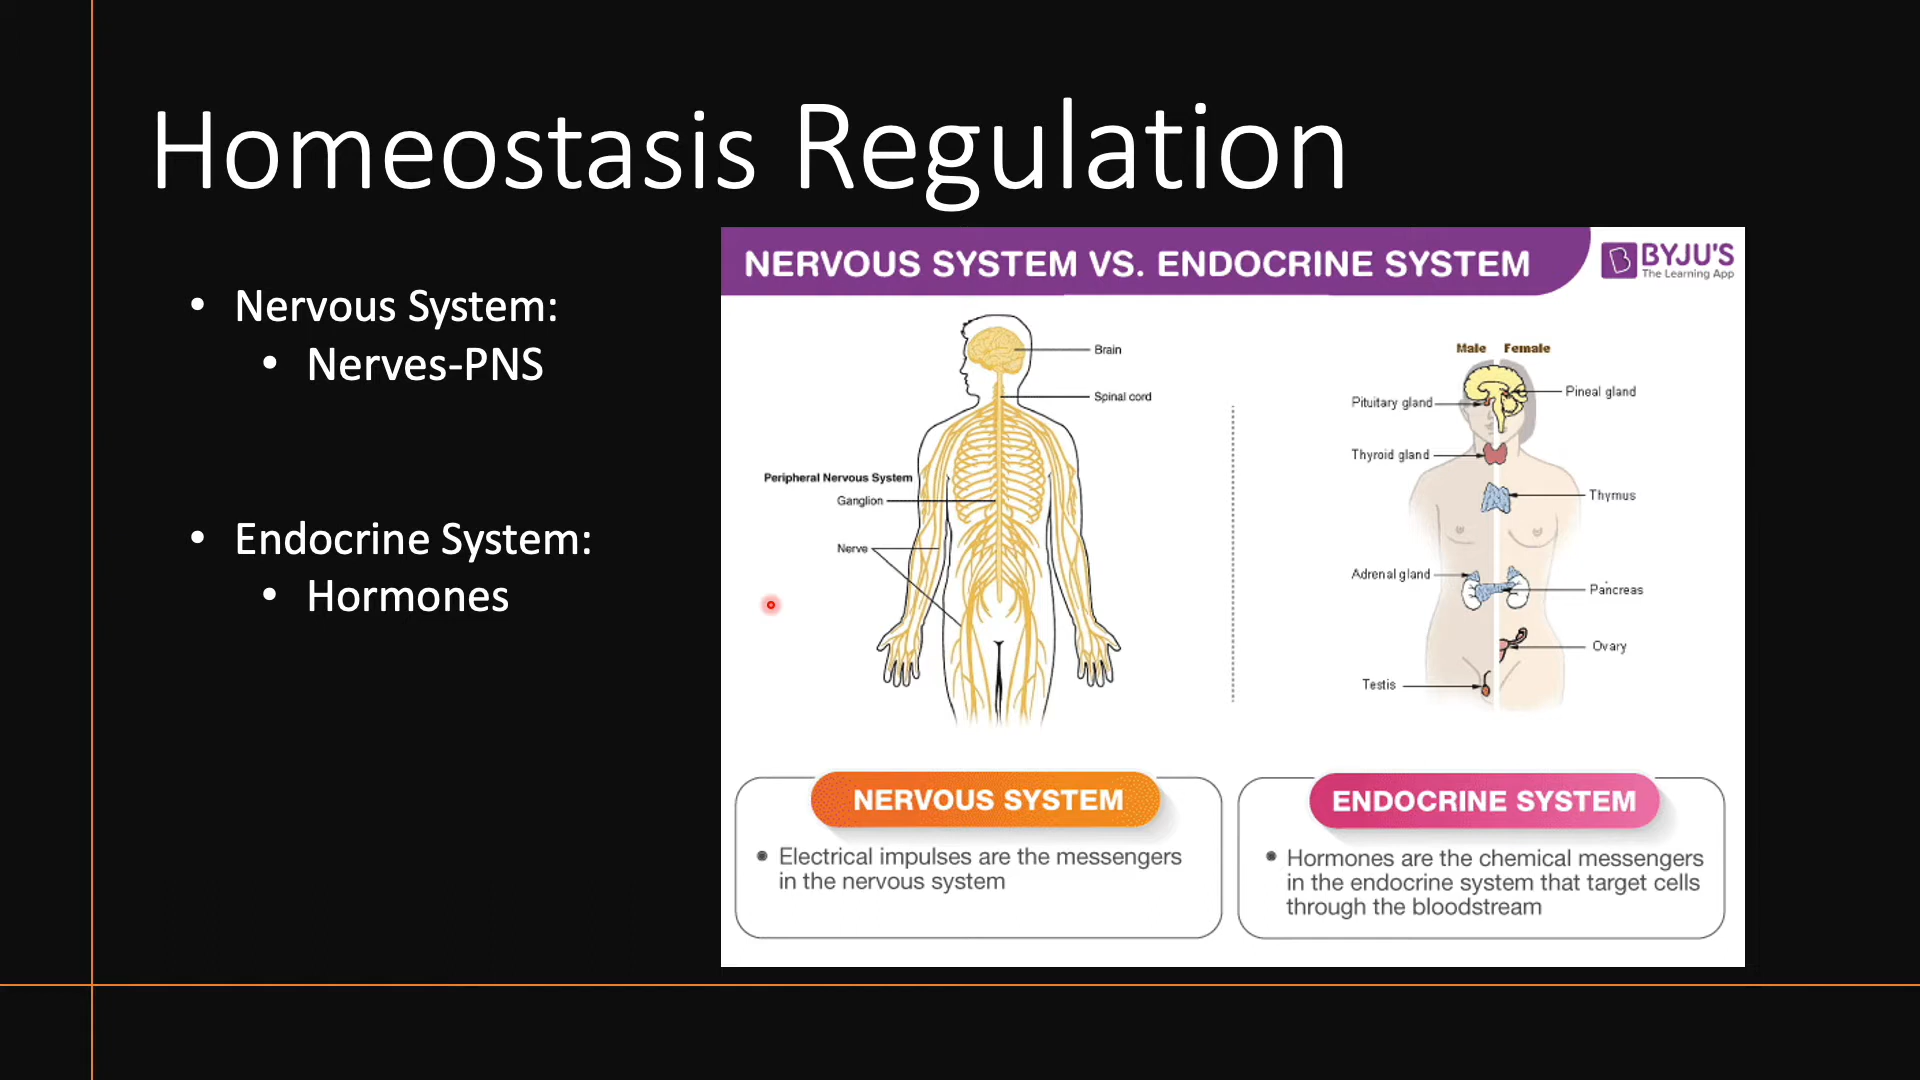 Homeostasis Regulation
• Nervous System:
• Nerves-PNS
• Endocrine System:
• Hormones
NERVOUS SYSTEM VS. ENDOCRINE SYSTEM
BYJU'S
The Learning App
Brain
Spinal cord
Peripheral Nervous System
Ganglion
Nerve
Male Female
Pineal gland
Pituitary gland
Thyroid gland
Thymus
Adrenal gland
Pancreas
Ovary
Testis
NERVOUS SYSTEM
• Electrical impulses are the messengers
in the nervous system
ENDOCRINE SYSTEM
• Hormones are the chemical messengers
in the endocrine system that target cells
through the bloodstream